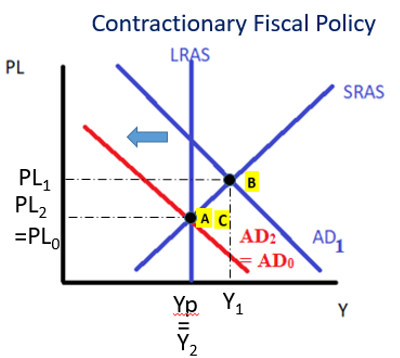 Contractionary Fiscal Policy
PL
LRAS
SRAS
PL₁
B
PL₂
=PL₀
A
C
AD₂
= AD₀
AD₁
Yp
=
Y₂
Y₁
Y